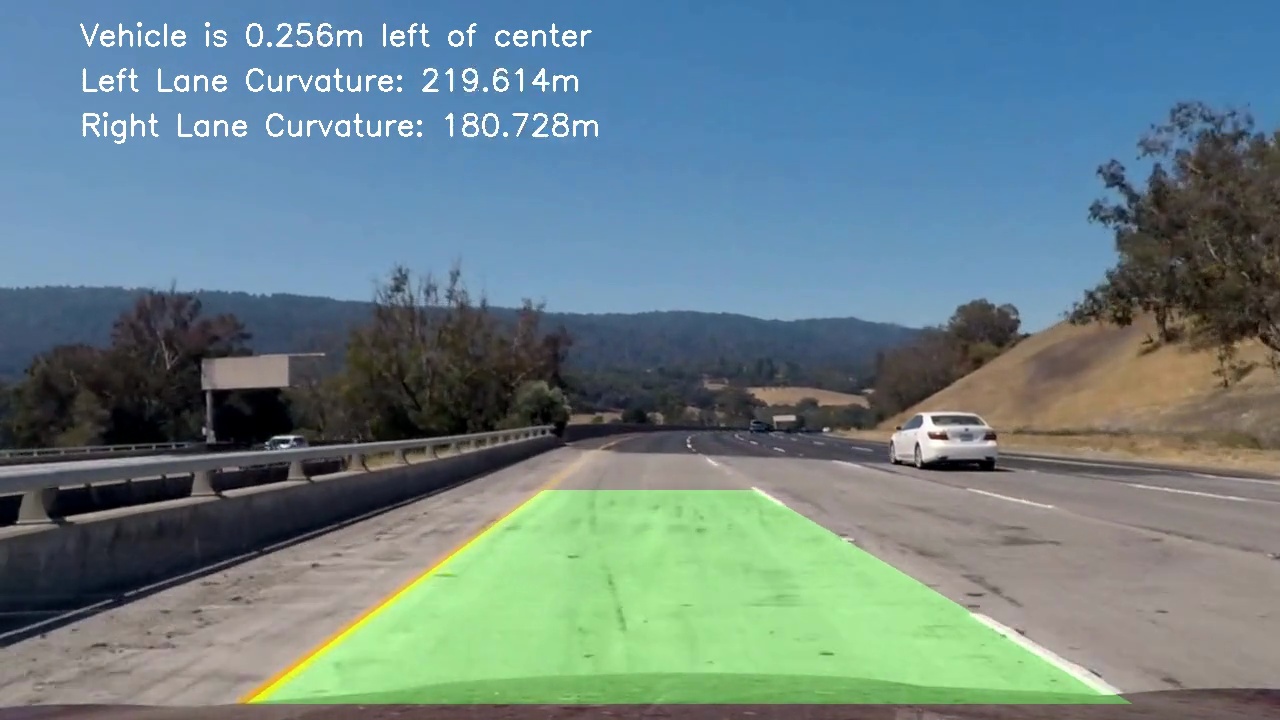 Vehicle is 0.256m left of center
Left Lane Curvature: 219.614m
Right Lane Curvature: 180.728m